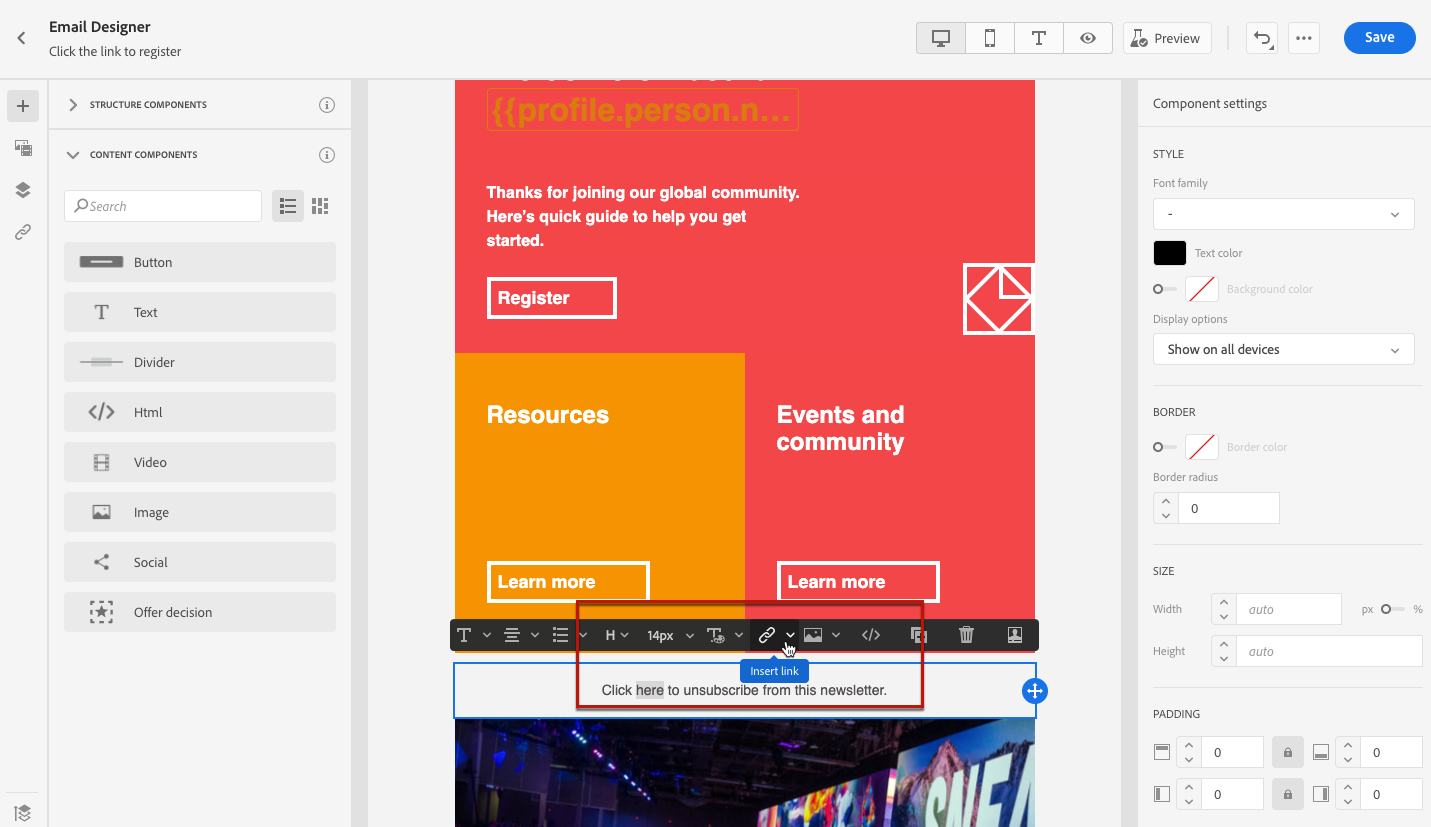 Email Designer
Click the link to register
Preview
Save
STRUCTURE COMPONENTS
CONTENT COMPONENTS
Search
Button
Text
Divider
Html
Video
Image
Social
Offer decision
{{profile.person.n...
Thanks for joining our global community.
Here's quick guide to help you get
started.
Register
Resources
Events and
community
Learn more
Learn more
H
14px
Insert link
Click here to unsubscribe from this newsletter.
Component settings
STYLE
Font family
-
Text color
Background color
Display options
Show on all devices
BORDER
Border color
Border radius
0
SIZE
Width
auto
px
%
Height
auto
PADDING
0
0
0
0